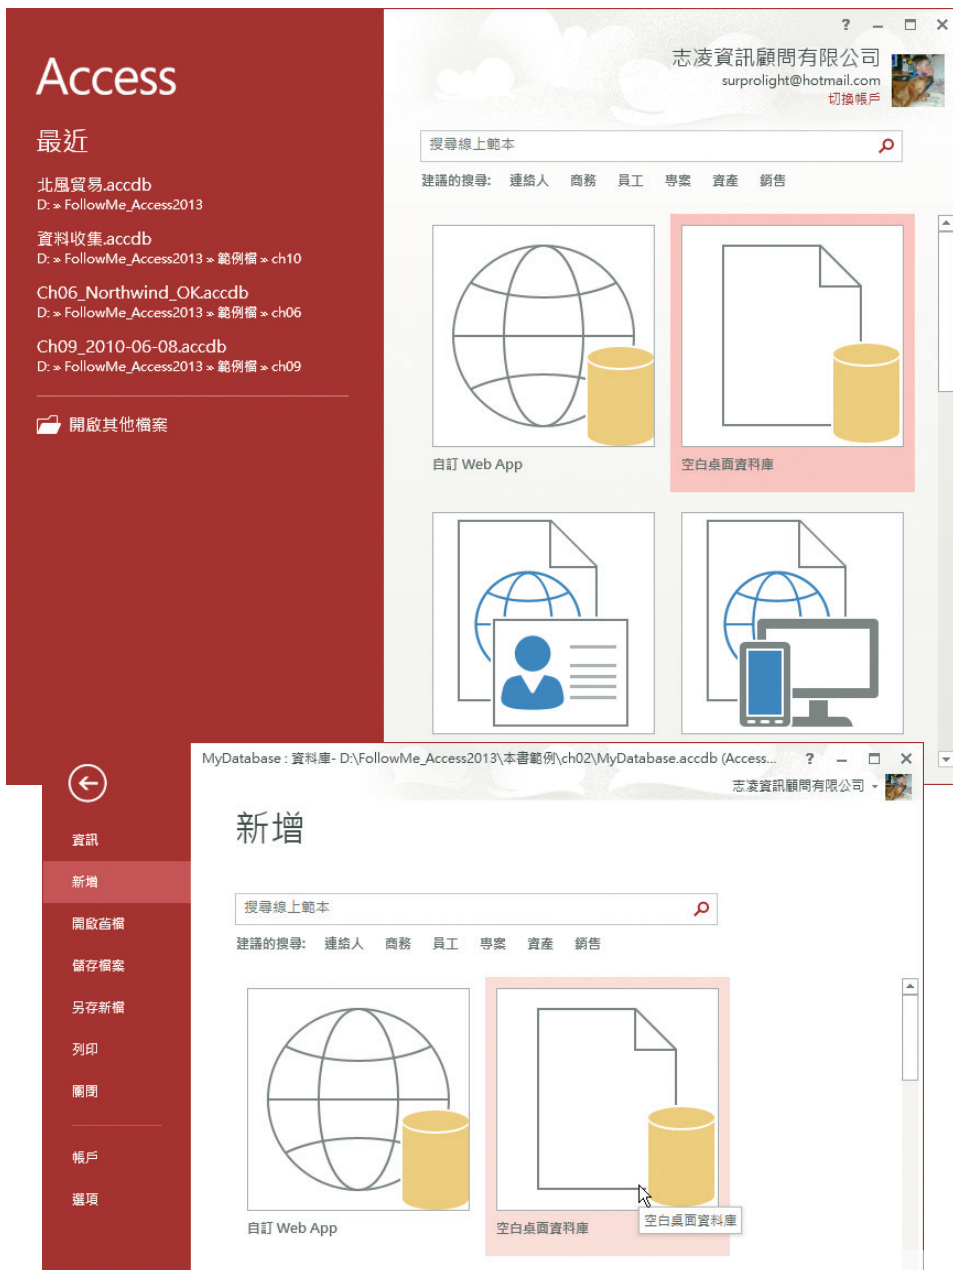 ?
志凌資訊顧問有限公司
surprolight@hotmail.com
切換帳戶
Access
最近
北風貿易.accdb
D: » FollowMe_Access2013
資料收集.accdb
D: » FollowMe_Access2013 » 範例檔 » ch10
Ch06_Northwind_OK.accdb
D: » FollowMe_Access2013 » 範例檔 » ch06
Ch09_2010-06-08.accdb
D: » FollowMe_Access2013 » 範例檔 » ch09
開啟其他檔案
搜尋線上範本
建議的搜尋: 連絡人 商務 員工 專案 資產 銷售
自訂 Web App
空白桌面資料庫
MyDatabase : 資料庫- D:\FollowMe_Access2013\本書範例\ch02\MyDatabase.accdb (Access... ?
志凌資訊顧問有限公司
資訊
新增
開啟舊檔
儲存檔案
另存新檔
列印
關閉
帳戶
選項
新增
搜尋線上範本
建議的搜尋: 連絡人 商務 員工 專案 資產 銷售
自訂 Web App
空白桌面資料庫
空白桌面資料庫